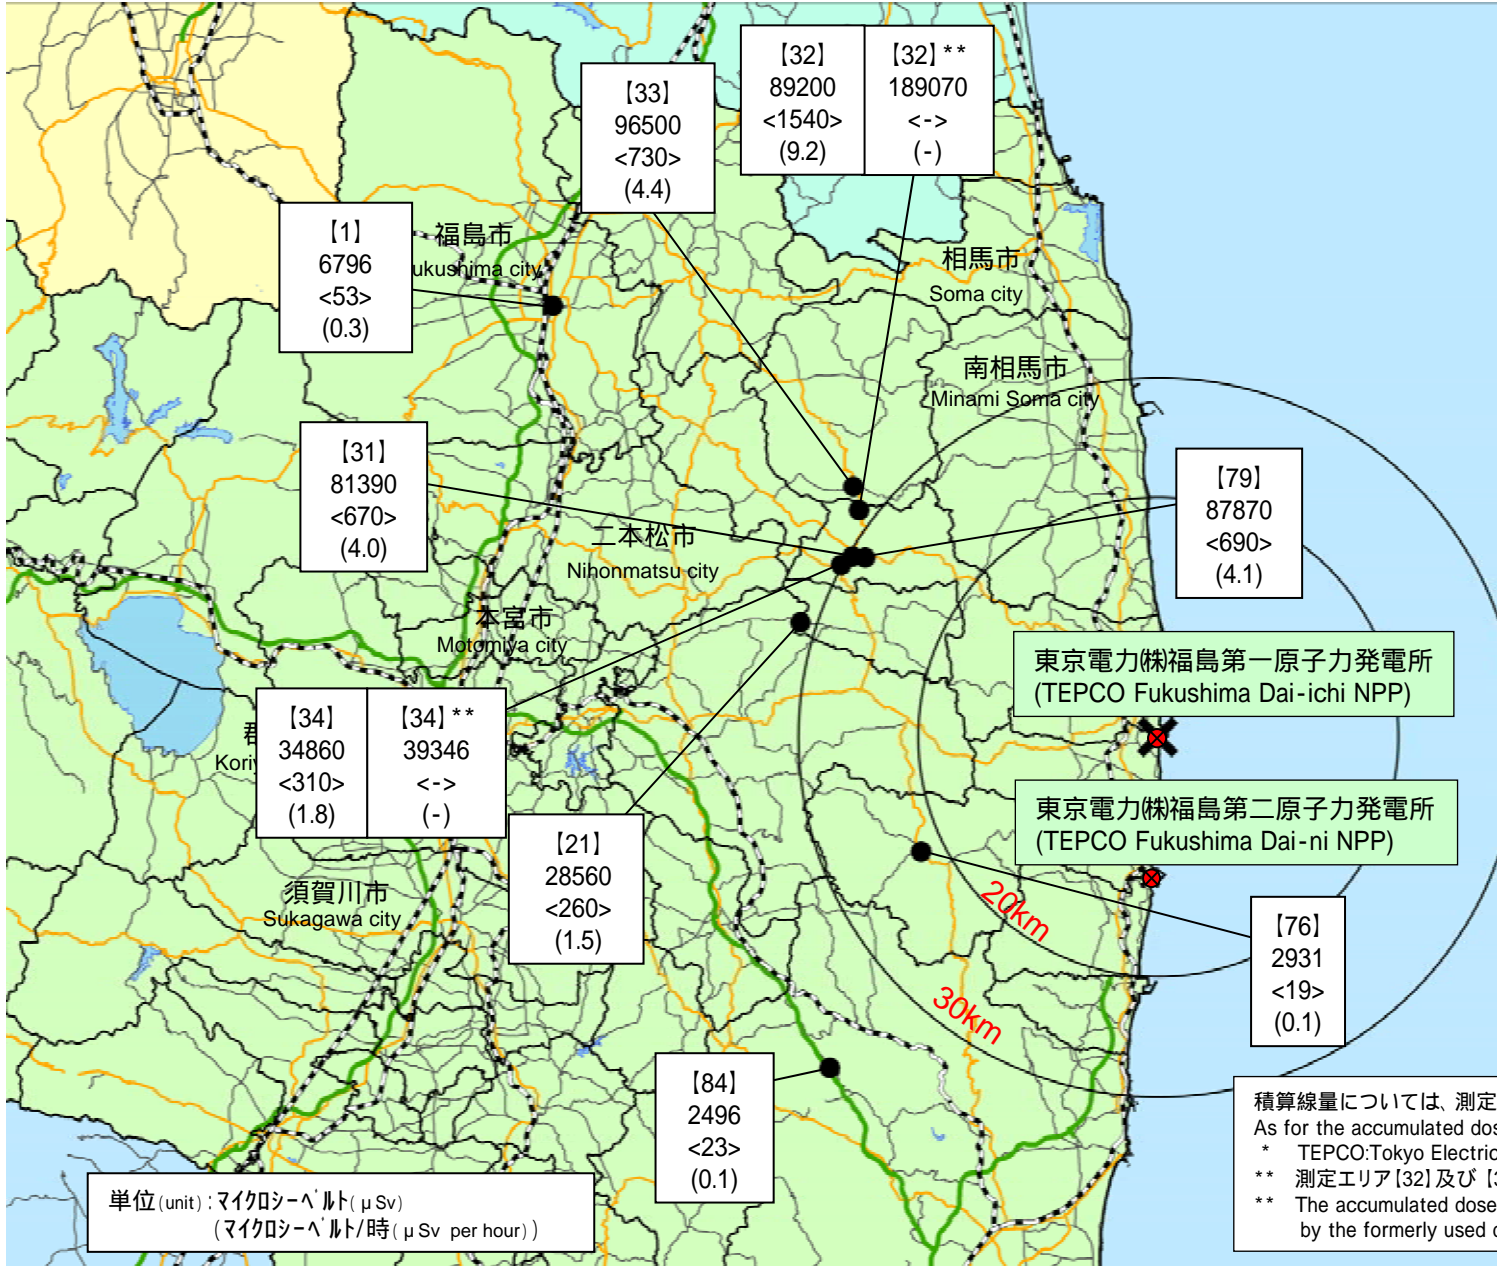 【32】
89200
<1540>
(9.2)
【32】**
189070
<->
(-)
【33】
96500
<730>
(4.4)
【1】
6796
<53>
(0.3)
福島市
ukushima city
相馬市
Soma city
南相馬市
Minami Soma city
【31】
81390
<670>
(4.0)
【79】
87870
<690>
(4.1)
二本松市
Nihonmatsu city
本宮市
Motomiya city
東京電力㈱福島第一原子力発電所
(TEPCO Fukushima Dai-ichi NPP)
【34】
34860
<310>
(1.8)
【34】**
39346
<->
(-)
Koriy
東京電力㈱福島第二原子力発電所
(TEPCO Fukushima Dai-ni NPP)
【21】
28560
<260>
(1.5)
須賀川市
Sukagawa city
20km
30km
【76】
2931
<19>
(0.1)
【84】
2496
<23>
(0.1)
積算線量については、測定
As for the accumulated dos
* TEPCO:Tokyo Electric
** 測定エリア【32】及び【3
** The accumulated dose
by the formerly used d
単位(unit):マイクロシーベルト(μSv)
(マイクロシーベルト/時(μSv per hour))